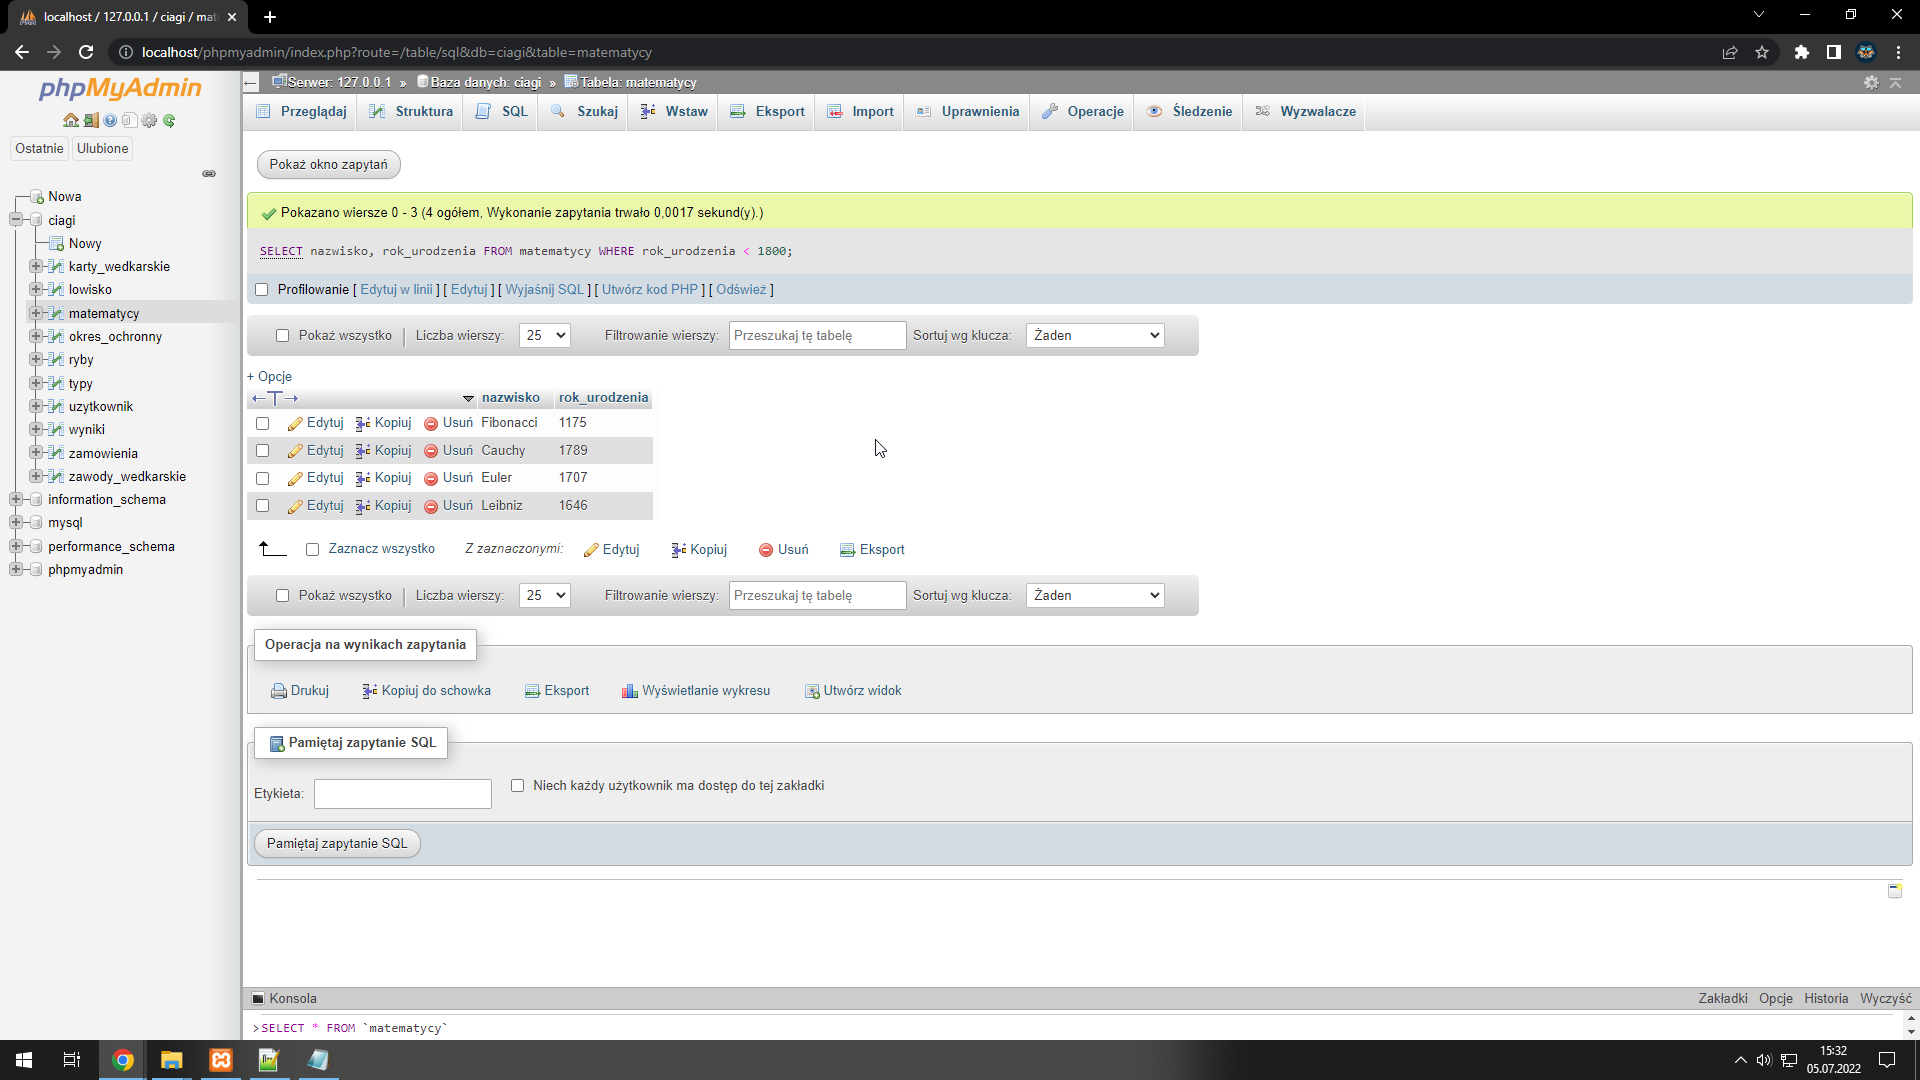 localhost / 127.0.0.1 / ciagi / mat
localhost/phpmyadmin/index.php?route=/table/sql&db=ciagi&table=matematycy
phpMyAdmin
Ostatnie
Ulubione
Nowa
ciagi
Nowy
karty_wedkarskie
lowisko
matematycy
okres_ochronny
ryby
typy
uzytkownik
wyniki
zamowienia
zawody_wedkarskie
information_schema
mysql
performance_schema
phpmyadmin
Serwer: 127.0.0.1 » Baza danych: ciagi » Tabela: matematycy
Przeglądaj Struktura SQL Szukaj Wstaw Eksport Import Uprawnienia Operacje Śledzenie Wyzwalacze
Pokaż okno zapytań
Pokazano wiersze 0 - 3 (4 ogółem, Wykonanie zapytania trwało 0,0017 sekund(y).)
SELECT nazwisko, rok_urodzenia FROM matematycy WHERE rok_urodzenia < 1800;
Profilowanie [ Edytuj w linii ] [ Edytuj ] [ Wyjaśnij SQL ] [ Utwórz kod PHP ] [ Odśwież ]
Pokaż wszystko Liczba wierszy: 25 Filtrowanie wierszy: Przeszukaj tę tabelę Sortuj wg klucza: Żaden
+ Opcje
←T→ nazwisko rok_urodzenia
Edytuj Kopiuj Usuń Fibonacci 1175
Edytuj Kopiuj Usuń Cauchy 1789
Edytuj Kopiuj Usuń Euler 1707
Edytuj Kopiuj Usuń Leibniz 1646
Zaznacz wszystko Z zaznaczonymi: Edytuj Kopiuj Usuń Eksport
Pokaż wszystko Liczba wierszy: 25 Filtrowanie wierszy: Przeszukaj tę tabelę Sortuj wg klucza: Żaden
Operacja na wynikach zapytania
Drukuj Kopiuj do schowka Eksport Wyświetlanie wykresu Utwórz widok
Pamiętaj zapytanie SQL
Etykieta: Niech każdy użytkownik ma dostęp do tej zakładki
Pamiętaj zapytanie SQL
Konsola Zakładki Opcje Historia Wyczyść
>SELECT * FROM `matematycy`
15:32
05.07.2022